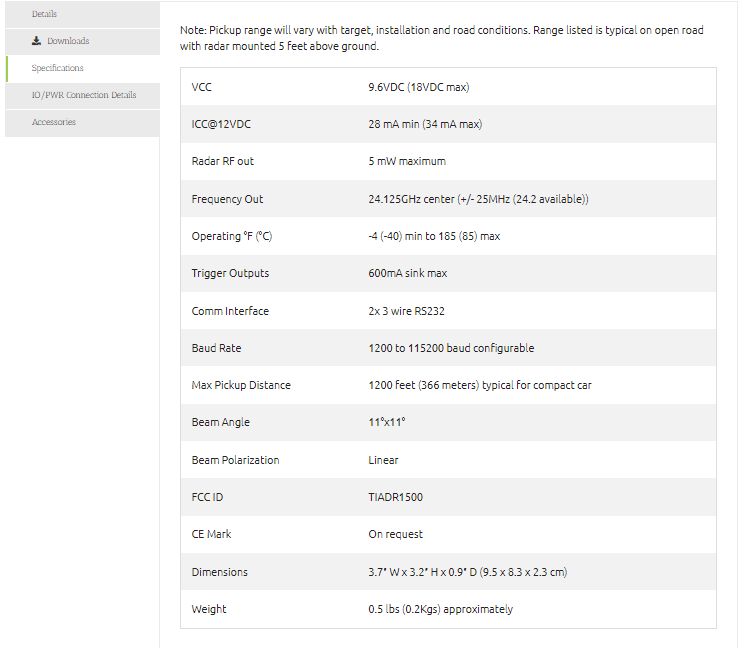 Details
Downloads
Specifications
IO/PWR Connection Details
Accessories
Note: Pickup range will vary with target, installation and road conditions. Range listed is typical on open road
with radar mounted 5 feet above ground.
VCC 9.6VDC (18VDC max)
ICC@12VDC 28 mA min (34 mA max)
Radar RF out 5 mW maximum
Frequency Out 24.125GHz center (+/- 25MHz (24.2 available))
Operating °F (°C) -4 (-40) min to 185 (85) max
Trigger Outputs 600mA sink max
Comm Interface 2x 3 wire RS232
Baud Rate 1200 to 115200 baud configurable
Max Pickup Distance 1200 feet (366 meters) typical for compact car
Beam Angle 11°x11°
Beam Polarization Linear
FCC ID TIADR1500
CE Mark On request
Dimensions 3.7" W x 3.2" H x 0.9" D (9.5 x 8.3 x 2.3 cm)
Weight 0.5 lbs (0.2Kgs) approximately